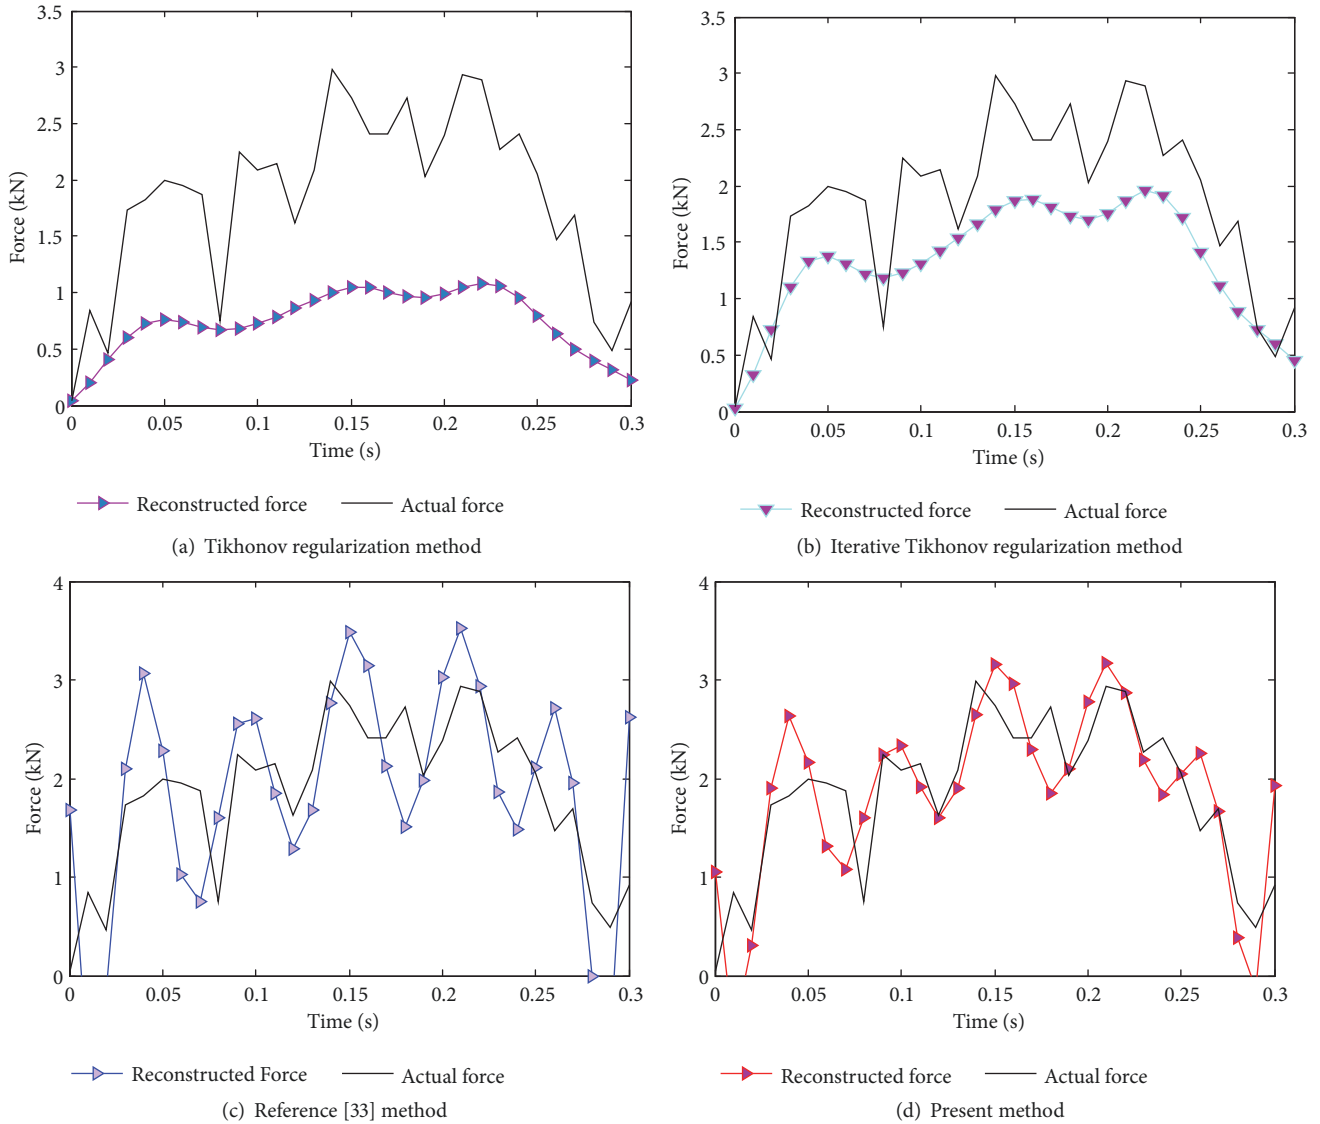 3.5
3
2.5
2
1.5
1
0.5
0
Force (kN)
0 0.05 0.1 0.15 0.2 0.25 0.3
Time (s)
Reconstructed force Actual force
(a) Tikhonov regularization method
3.5
3
2.5
2
1.5
1
0.5
0
Force (kN)
0 0.05 0.1 0.15 0.2 0.25 0.3
Time (s)
Reconstructed force Actual force
(b) Iterative Tikhonov regularization method
4
3
2
1
0
Force (kN)
0 0.05 0.1 0.15 0.2 0.25 0.3
Time (s)
Reconstructed Force Actual force
(c) Reference [33] method
4
3
2
1
0
Force (kN)
0 0.05 0.1 0.15 0.2 0.25 0.3
Time (s)
Reconstructed force Actual force
(d) Present method